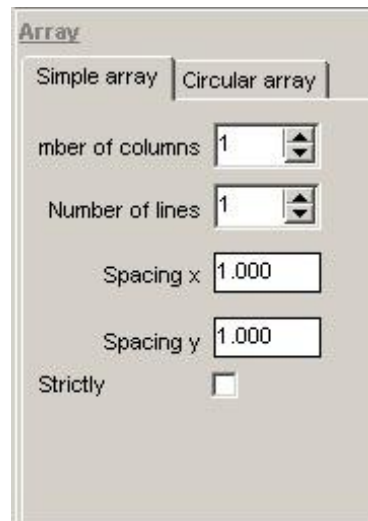 Array
Simple array Circular array
mber of columns 1
Number of lines 1
Spacing x 1.000
Spacing y 1.000
Strictly